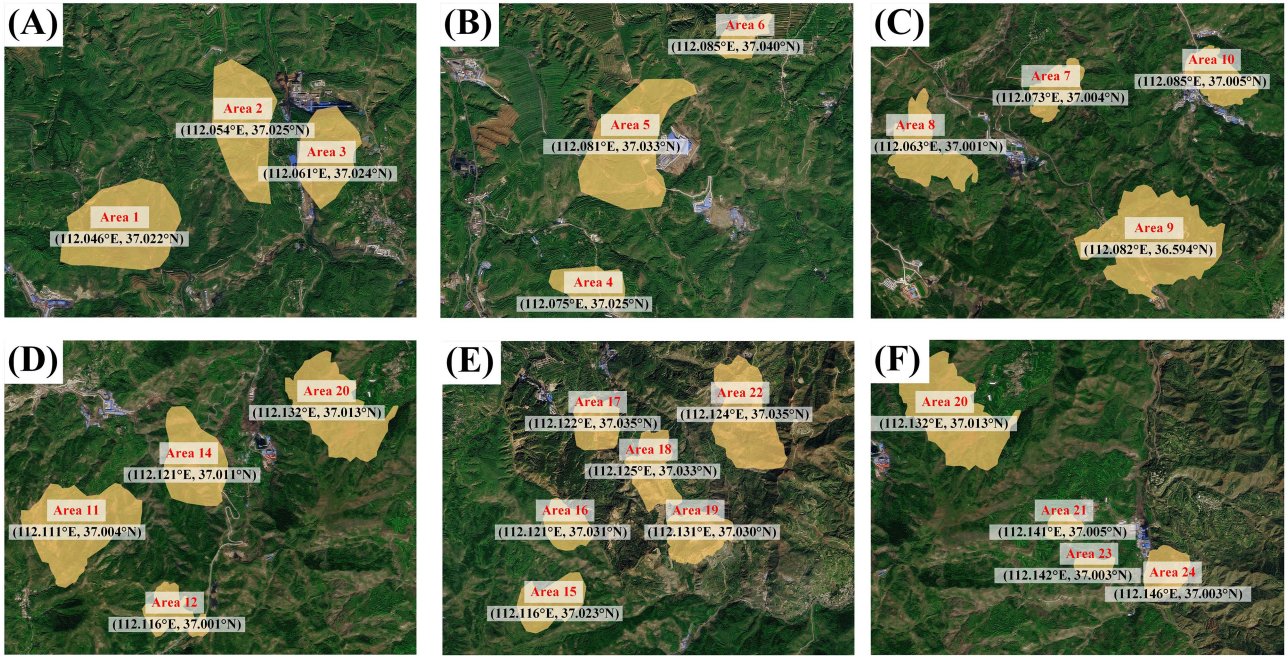 (A)
Area 2
(112.054°E, 37.025°N)
Area 3
(112.061°E, 37.024°N)
Area 1
(112.046°E, 37.022°N)
(B)
Area 6
(112.085°E, 37.040°N)
Area 5
(112.081°E, 37.033°N)
Area 4
(112.075°E, 37.025°N)
(C)
Area 10
(112.085°E, 37.005°N)
Area 7
(112.073°E, 37.004°N)
Area 8
(112.063°E, 37.001°N)
Area 9
(112.082°E, 36.594°N)
(D)
Area 20
(112.132°E, 37.013°N)
Area 14
(112.121°E, 37.011°N)
Area 11
(112.111°E, 37.004°N)
Area 12
(112.116°E, 37.001°N)
(E)
Area 22
(112.124°E, 37.035°N)
Area 17
(112.122°E, 37.035°N)
Area 18
(112.125°E, 37.033°N)
Area 16
(112.121°E, 37.031°N)
Area 19
(112.131°E, 37.030°N)
Area 15
(112.116°E, 37.023°N)
(F)
Area 20
(112.132°E, 37.013°N)
Area 21
(112.141°E, 37.005°N)
Area 23
(112.142°E, 37.003°N)
Area 24
(112.146°E, 37.003°N)